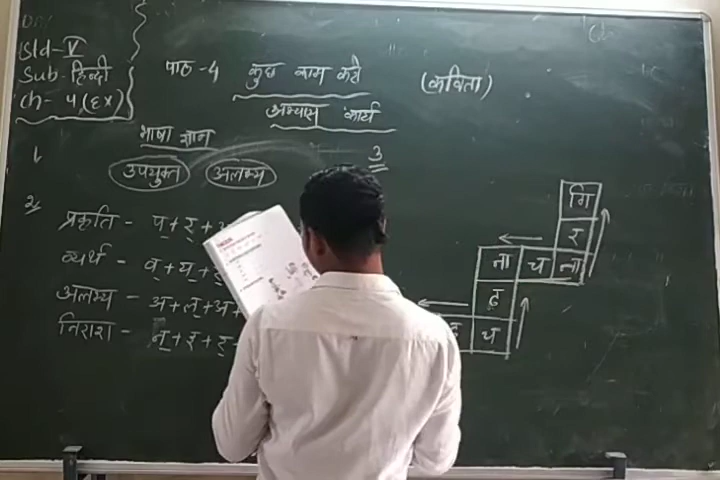 Std- V
Sub- हिन्दी
Ch- 4 (Ex)
पाठ-4 कुछ काम करो (कविता)
अभ्यास कार्य
भाषा ज्ञान
1. उपयुक्त अलभ्य
2. प्रकृति - प्+र्+
व्यर्थ - व्+य्+
अलभ्य - अ+ल्+अ+
निराश - न्+इ+र्
3
गि
र
ना च ला
ढ़
च